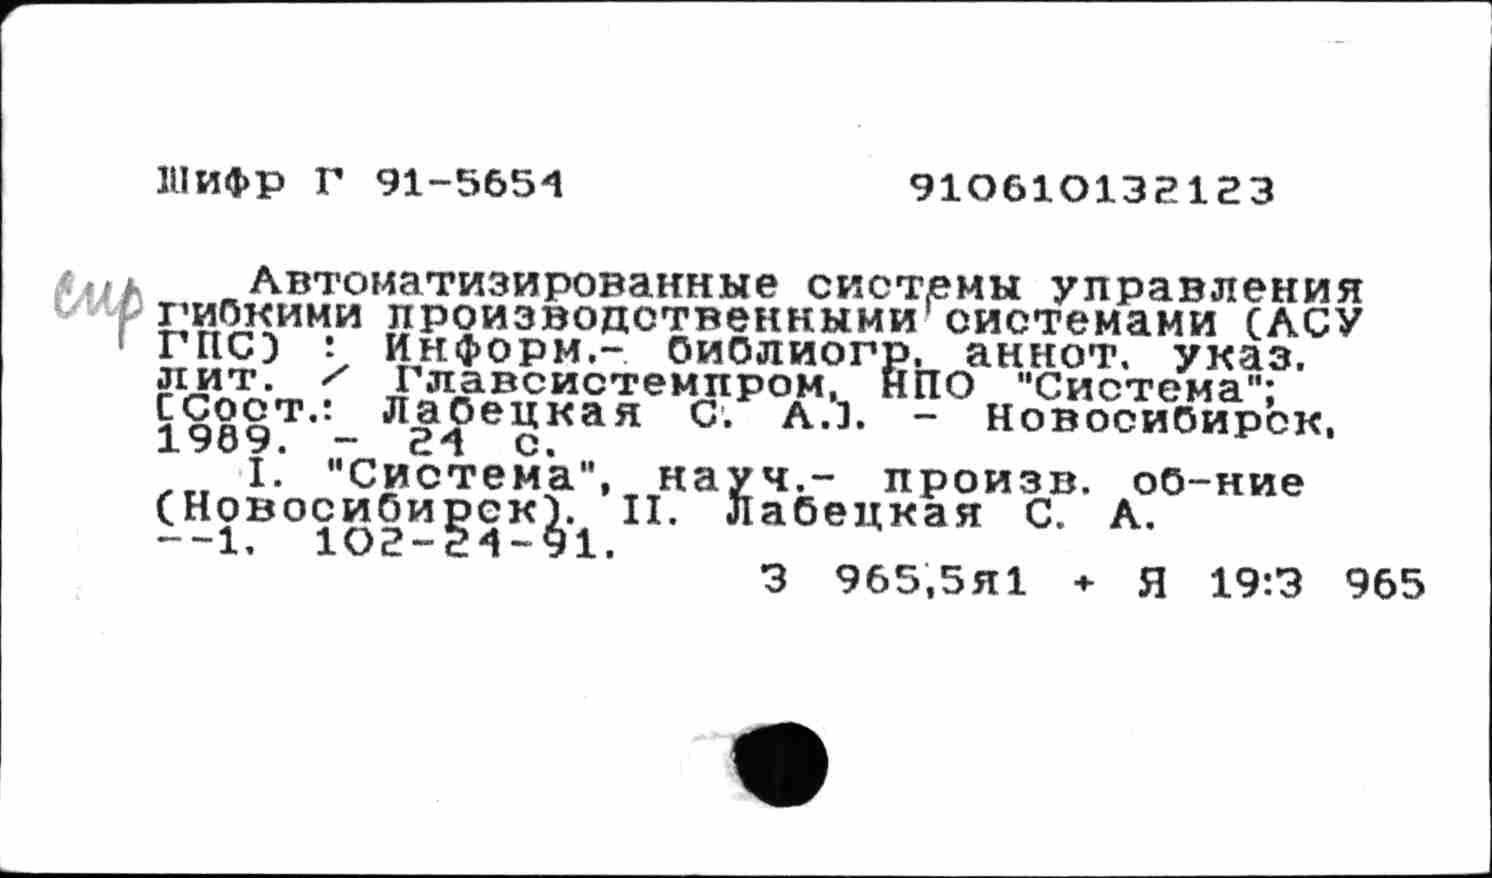 Шифр Г 91-5654 910610132123
сир Автоматизированные системы управления
гибкими производственными системами (АСУ
ГПС) : Информ.- библиогр. аннот. указ.
лит. / Главсистемпром, НПО "Система";
[Сост.: Лабецкая С. А.]. - Новосибирск,
1989. - 24 с.
I. "Система", науч.- произв. об-ние
(Новосибирск). II. Лабецкая С. А.
--1. 102-24-91.
З 965,5я1 + Я 19:З 965